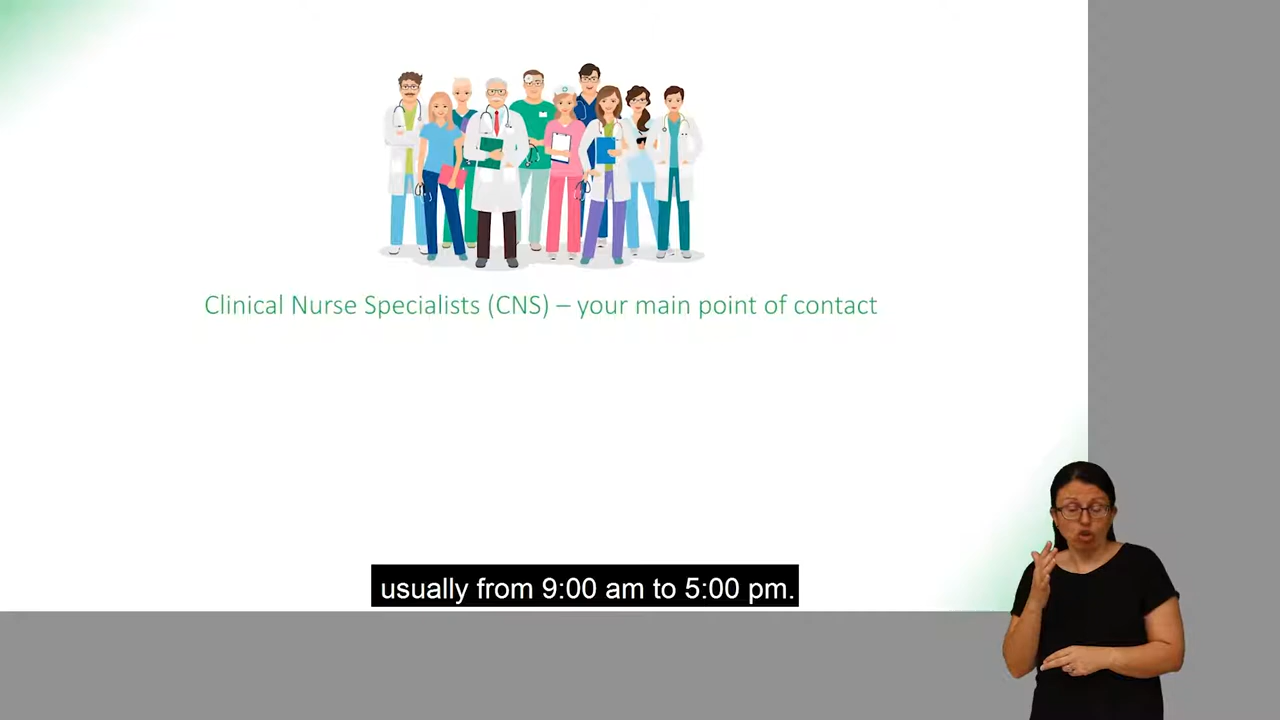 Clinical Nurse Specialists (CNS) – your main point of contact
usually from 9:00 am to 5:00 pm.